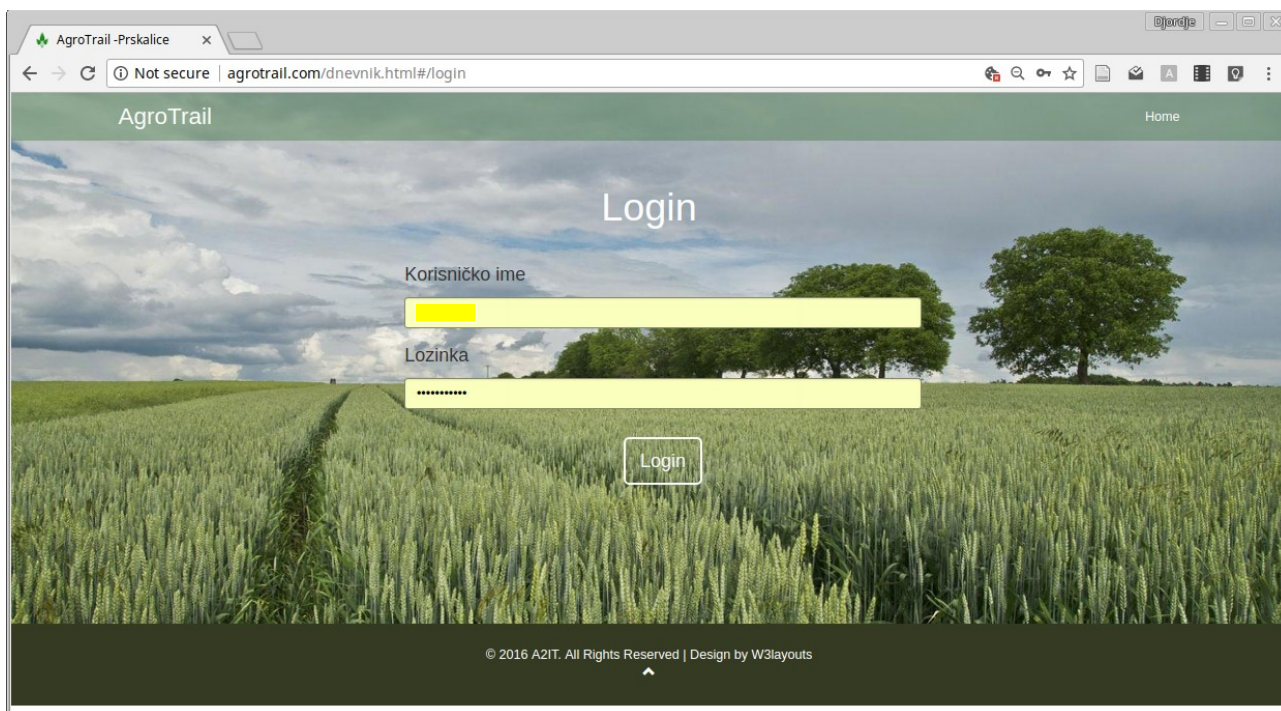 Djordje
AgroTrail -Prskalice
Not secure | agrotrail.com/dnevnik.html#/login
AgroTrail
Home
Login
Korisničko ime
Lozinka
•••••••••••
Login
© 2016 A2IT. All Rights Reserved | Design by W3layouts